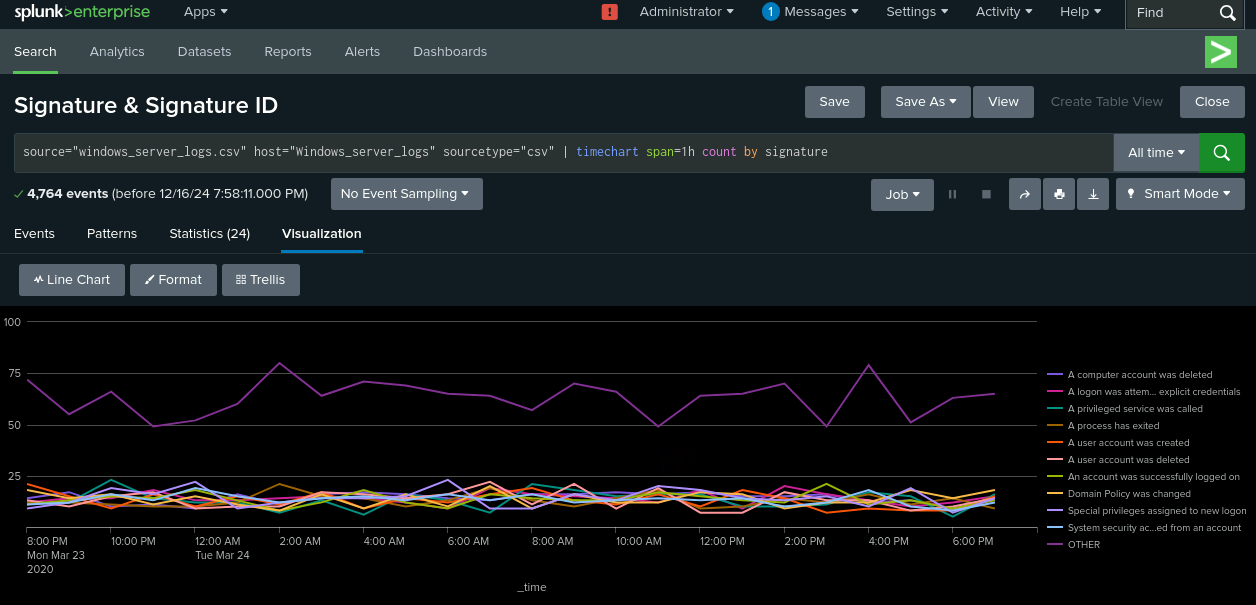 splunk>enterprise Apps ! Administrator 1 Messages Settings Activity Help Find
Search Analytics Datasets Reports Alerts Dashboards >
Signature & Signature ID Save Save As View Create Table View Close
source="windows_server_logs.csv" host="Windows_server_logs" sourcetype="csv" | timechart span=1h count by signature All time
4,764 events (before 12/16/24 7:58:11.000 PM) No Event Sampling Job Smart Mode
Events Patterns Statistics (24) Visualization
Line Chart Format Trellis
100
75
50
25
8:00 PM 10:00 PM 12:00 AM 2:00 AM 4:00 AM 6:00 AM 8:00 AM 10:00 AM 12:00 PM 2:00 PM 4:00 PM 6:00 PM
Mon Mar 23 Tue Mar 24
2020
_time
A computer account was deleted
A logon was attem... explicit credentials
A privileged service was called
A process has exited
A user account was created
A user account was deleted
An account was successfully logged on
Domain Policy was changed
Special privileges assigned to new logon
System security ac...ed from an account
OTHER